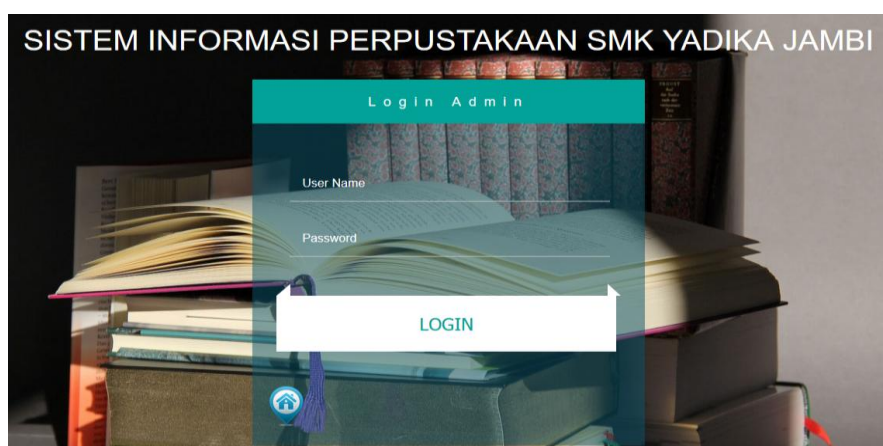 SISTEM INFORMASI PERPUSTAKAAN SMK YADIKA JAMBI
Login Admin
User Name
Password
LOGIN